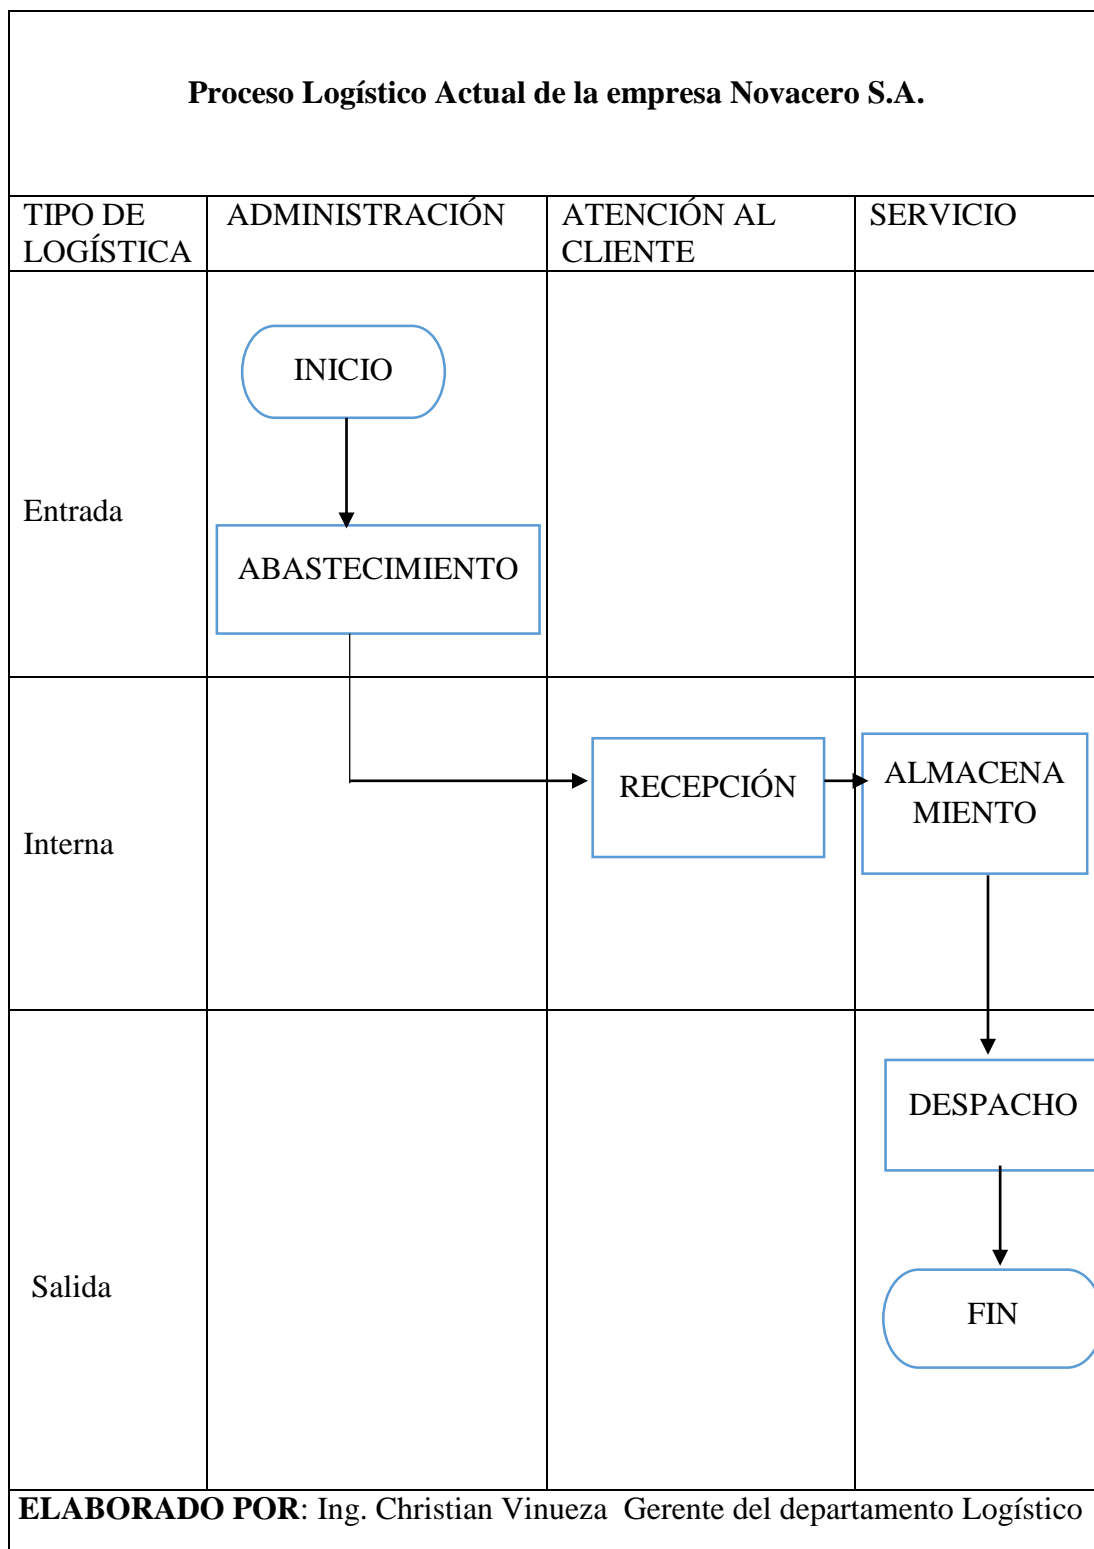 Proceso Logístico Actual de la empresa Novacero S.A.
TIPO DE
LOGÍSTICA
ADMINISTRACIÓN
ATENCIÓN AL
CLIENTE
SERVICIO
Entrada
INICIO
ABASTECIMIENTO
Interna
RECEPCIÓN
ALMACENA
MIENTO
Salida
DESPACHO
FIN
ELABORADO POR: Ing. Christian Vinueza Gerente del departamento Logístico